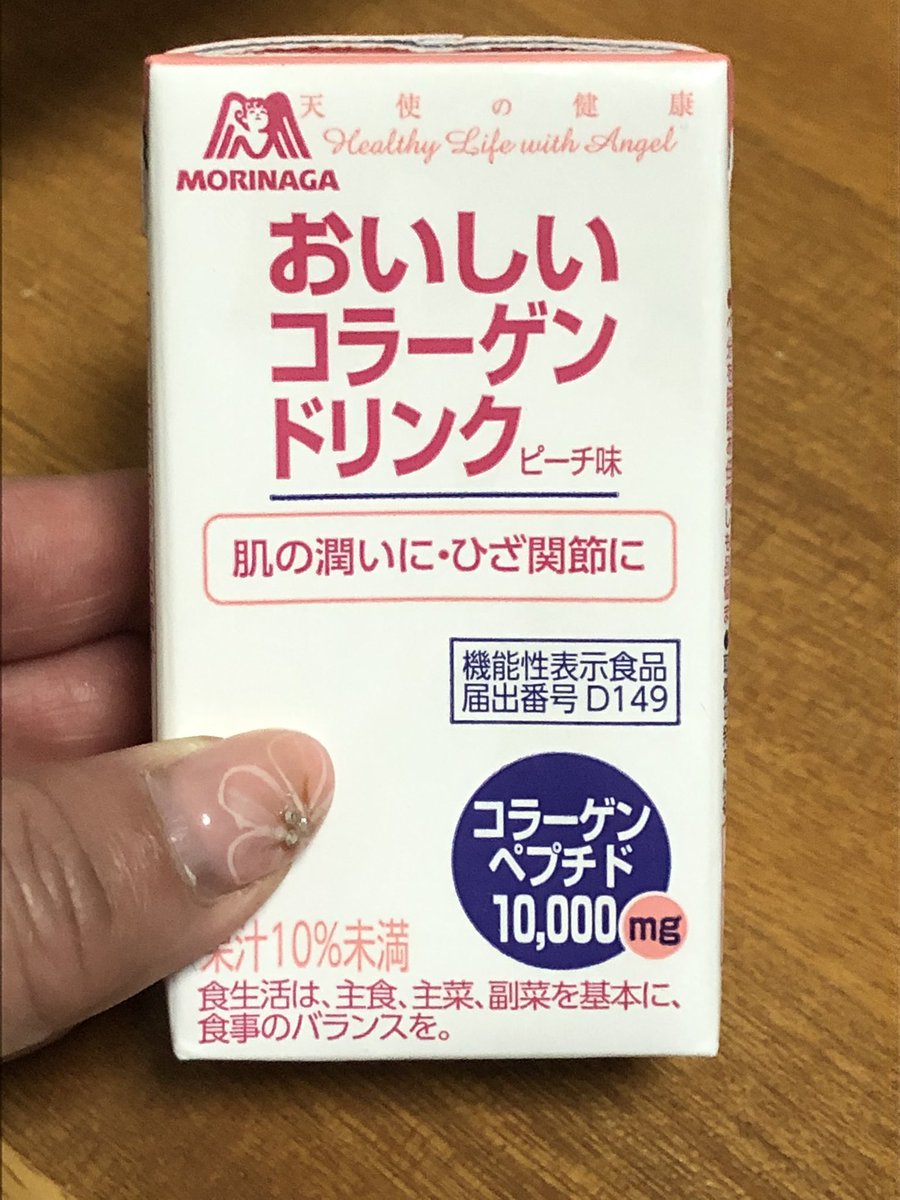 天使の健康
Healthy Life with Angel
MORINAGA
おいしい
コラーゲン
ドリンク ピーチ味
肌の潤いに・ひざ関節に
機能性表示食品
届出番号 D149
コラーゲン
ペプチド
10,000mg
果汁10%未満
食生活は、主食、主菜、副菜を基本に、
食事のバランスを。